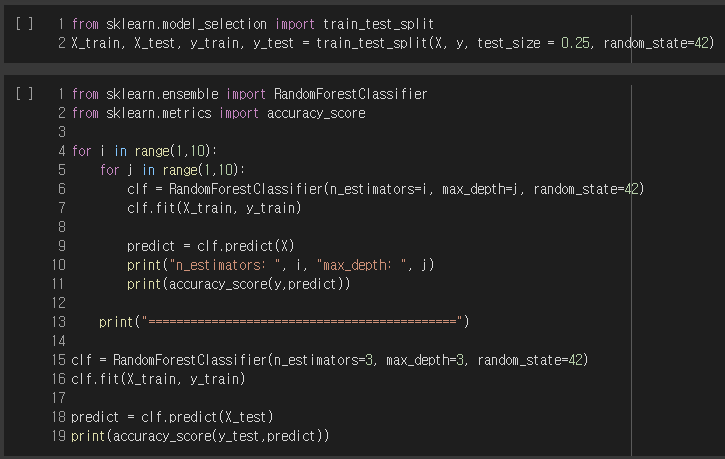 [ ] 1 from sklearn.model_selection import train_test_split
2 X_train, X_test, y_train, y_test = train_test_split(X, y, test_size = 0.25, random_state=42)
[ ] 1 from sklearn.ensemble import RandomForestClassifier
2 from sklearn.metrics import accuracy_score
3
4 for i in range(1,10):
5     for j in range(1,10):
6         clf = RandomForestClassifier(n_estimators=i, max_depth=j, random_state=42)
7         clf.fit(X_train, y_train)
8
9         predict = clf.predict(X)
10         print("n_estimators: ", i, "max_depth: ", j)
11         print(accuracy_score(y,predict))
12
13     print("============================================")
14
15 clf = RandomForestClassifier(n_estimators=3, max_depth=3, random_state=42)
16 clf.fit(X_train, y_train)
17
18 predict = clf.predict(X_test)
19 print(accuracy_score(y_test,predict))